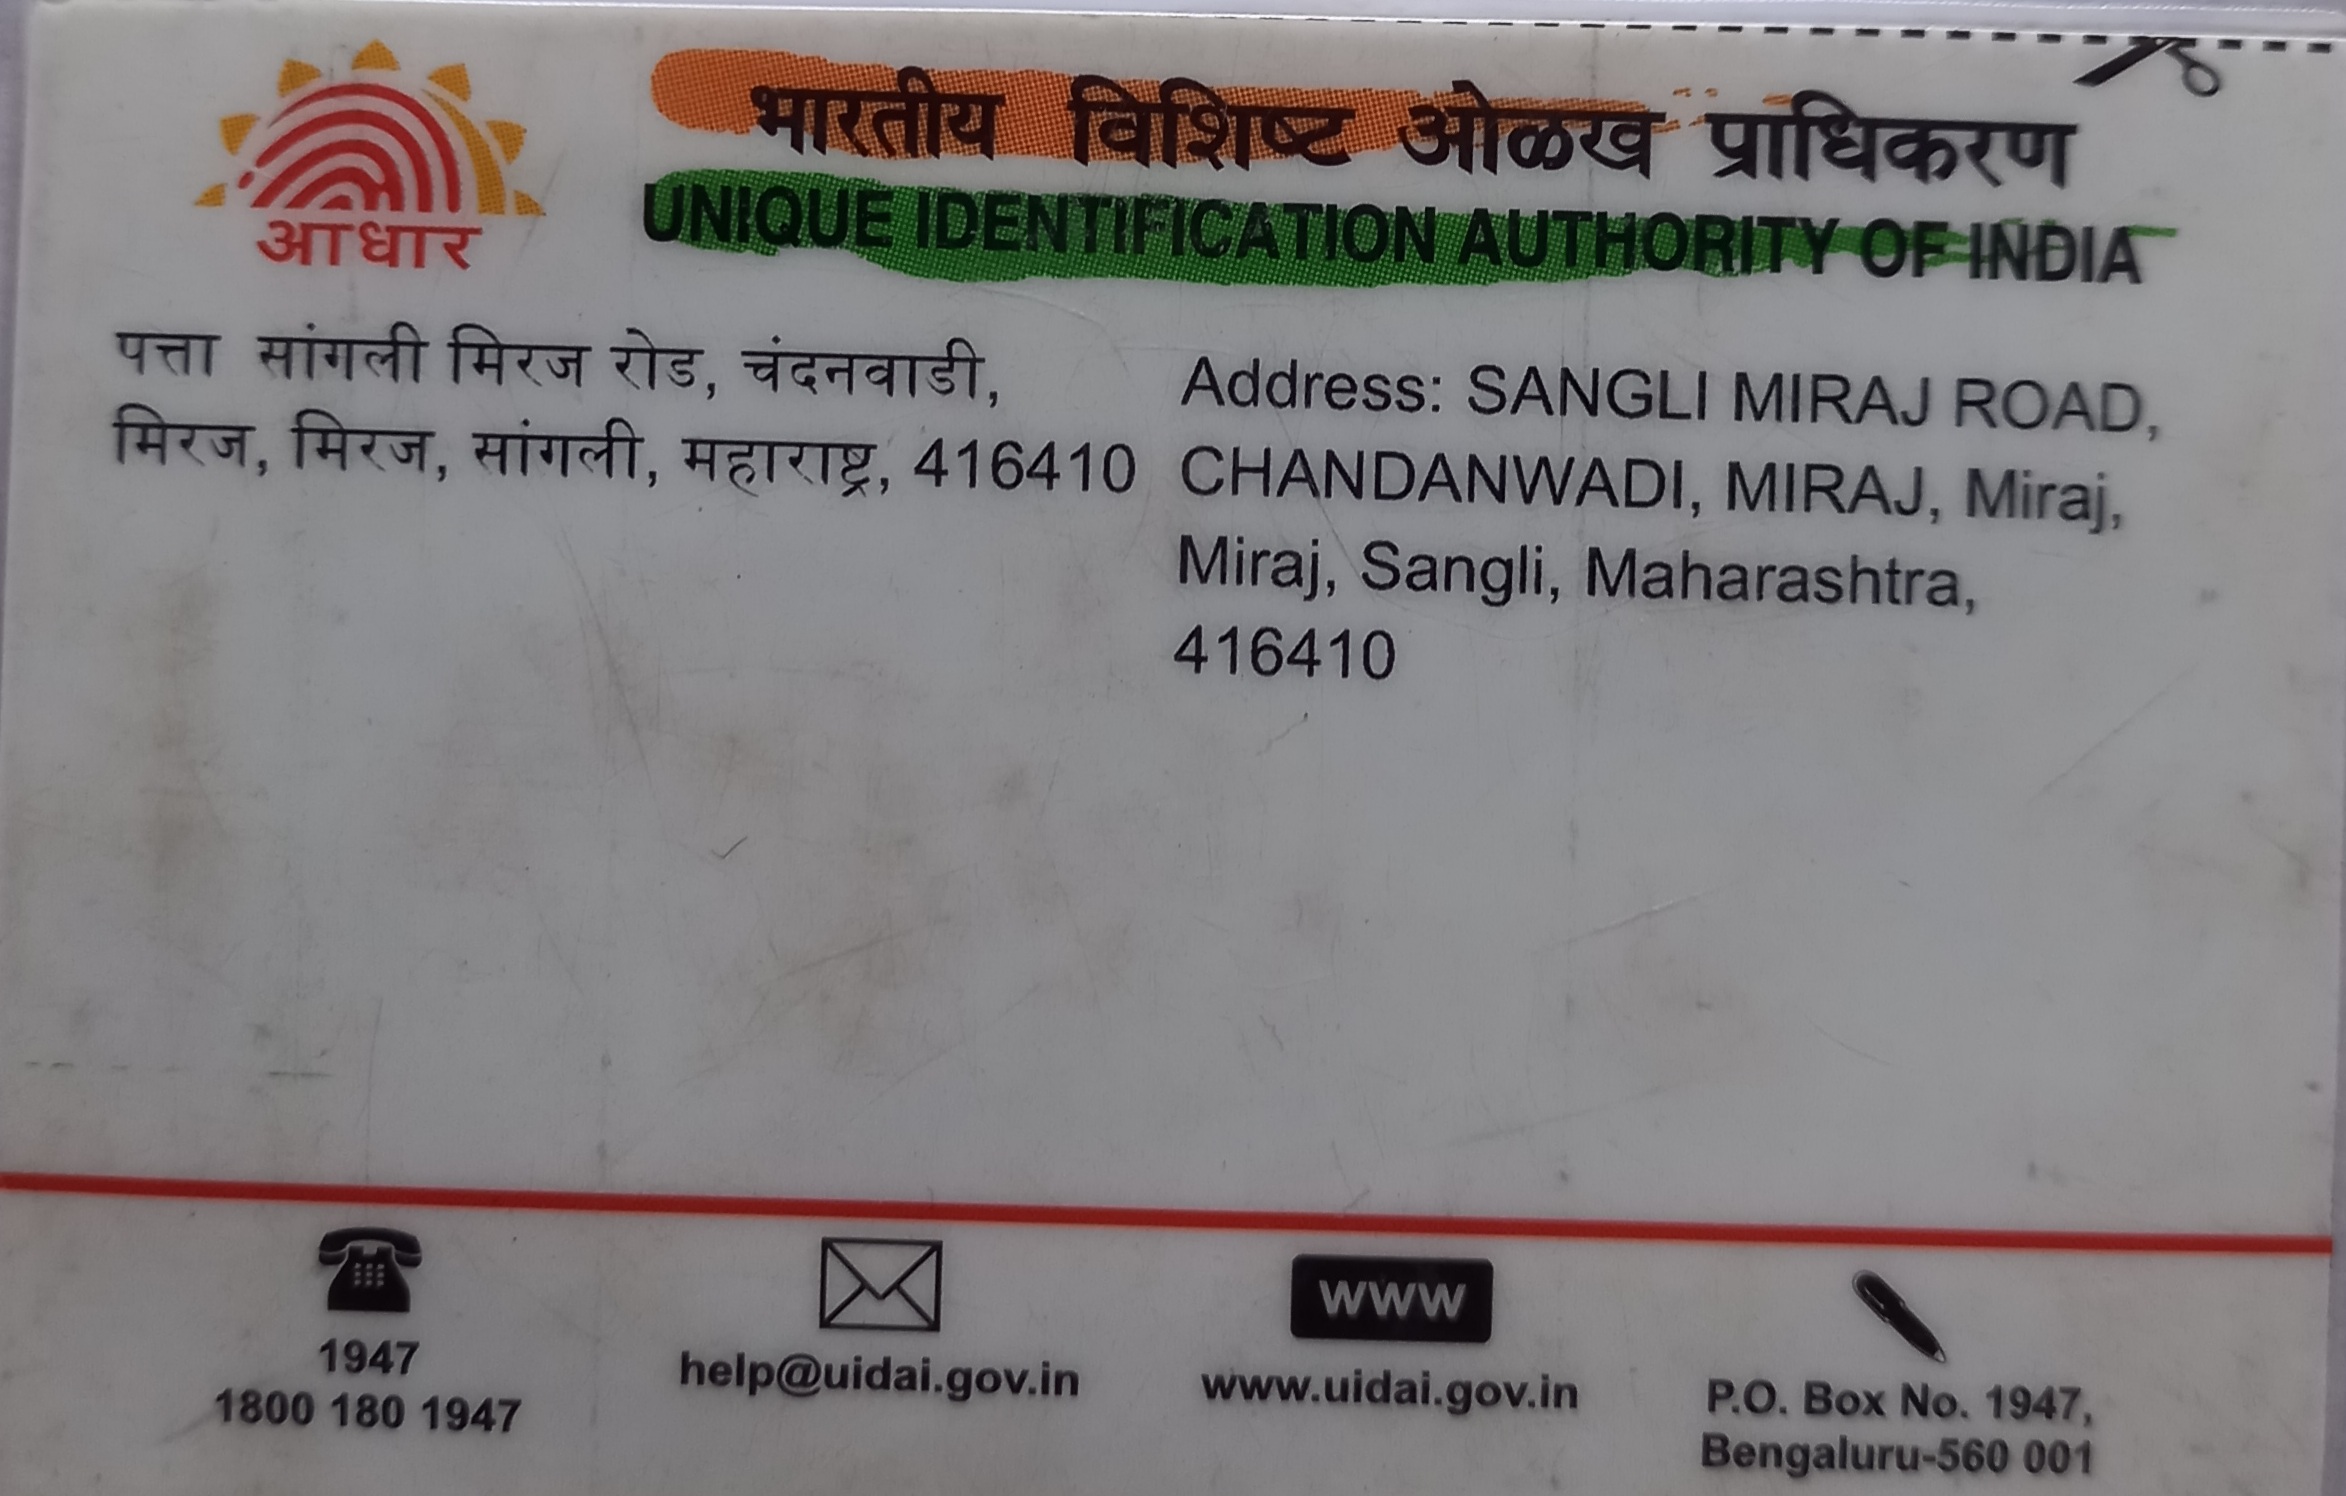 भारतीय विशिष्ट ओळख प्राधिकरण
UNIQUE IDENTIFICATION AUTHORITY OF INDIA
आधार
पत्ता सांगली मिरज रोड, चंदनवाडी,
मिरज, मिरज, सांगली, महाराष्ट्र, 416410
Address: SANGLI MIRAJ ROAD,
CHANDANWADI, MIRAJ, Miraj,
Miraj, Sangli, Maharashtra,
416410
1947
1800 180 1947
help@uidai.gov.in
www
www.uidai.gov.in
P.O. Box No. 1947,
Bengaluru-560 001